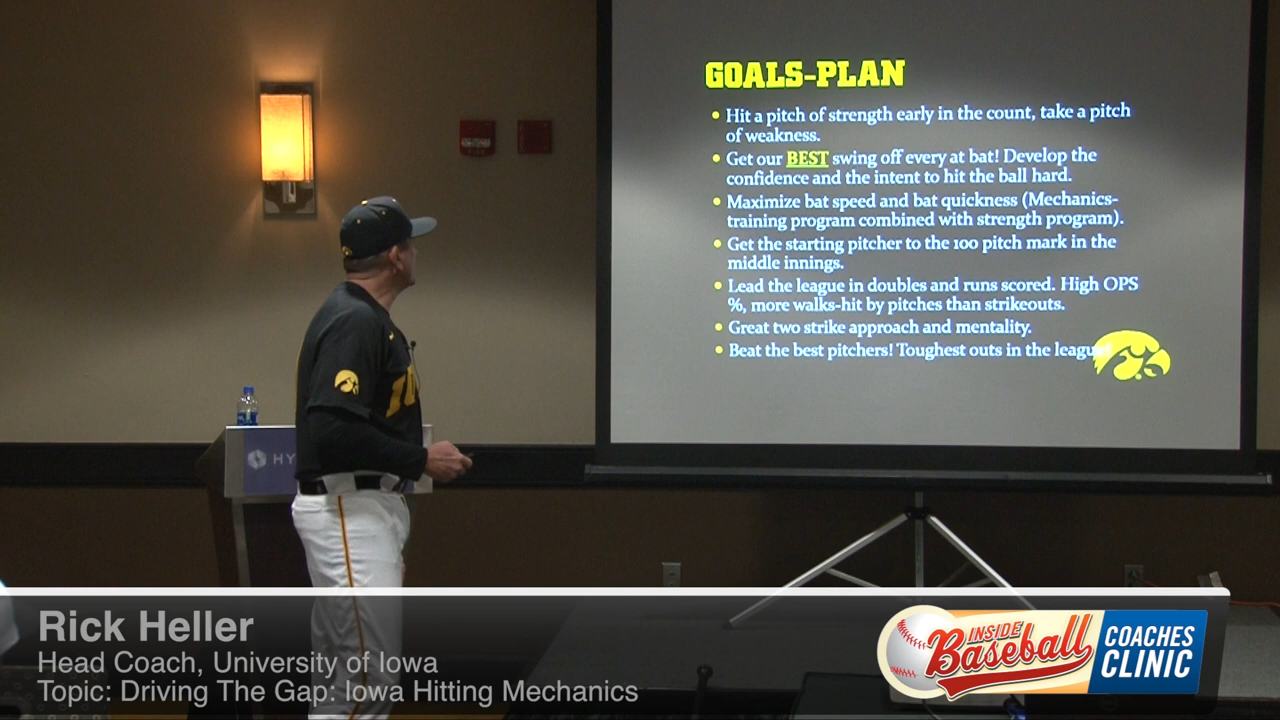 GOALS-PLAN
• Hit a pitch of strength early in the count, take a pitch
of weakness.
• Get our BEST swing off every at bat! Develop the
confidence and the intent to hit the ball hard.
• Maximize bat speed and bat quickness (Mechanics-
training program combined with strength program).
• Get the starting pitcher to the 100 pitch mark in the
middle innings.
• Lead the league in doubles and runs scored. High OPS
%, more walks-hit by pitches than strikeouts.
• Great two strike approach and mentality.
• Beat the best pitchers! Toughest outs in the league
HY
Rick Heller
Head Coach, University of Iowa
Topic: Driving The Gap: Iowa Hitting Mechanics
INSIDE
Baseball
COACHES
CLINIC